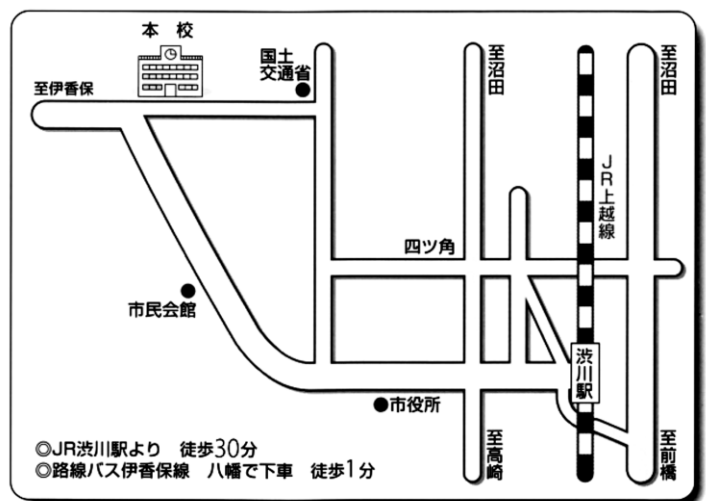 本校
国土
交通省
至沼田
至沼田
至伊香保
JR上越線
四ツ角
市民会館
渋川駅
●市役所
至高崎
至前橋
◎JR渋川駅より 徒歩30分
◎路線バス伊香保線 八幡で下車 徒歩1分